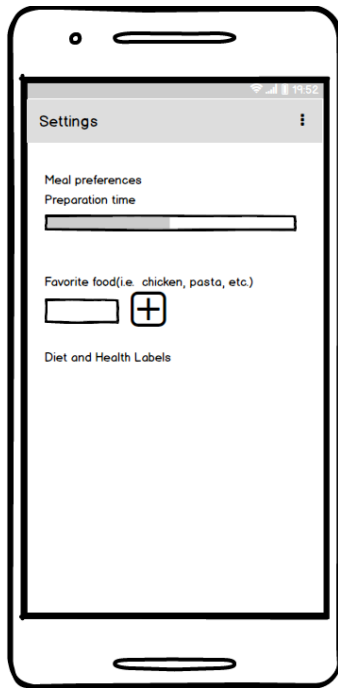 19:52
Settings
Meal preferences
Preparation time
Favorite food(i.e. chicken, pasta, etc.)
Diet and Health Labels